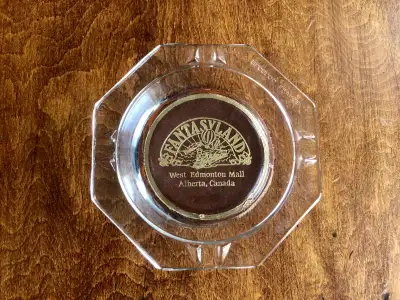 FANTASYLAND
West Edmonton Mall
Alberta, Canada